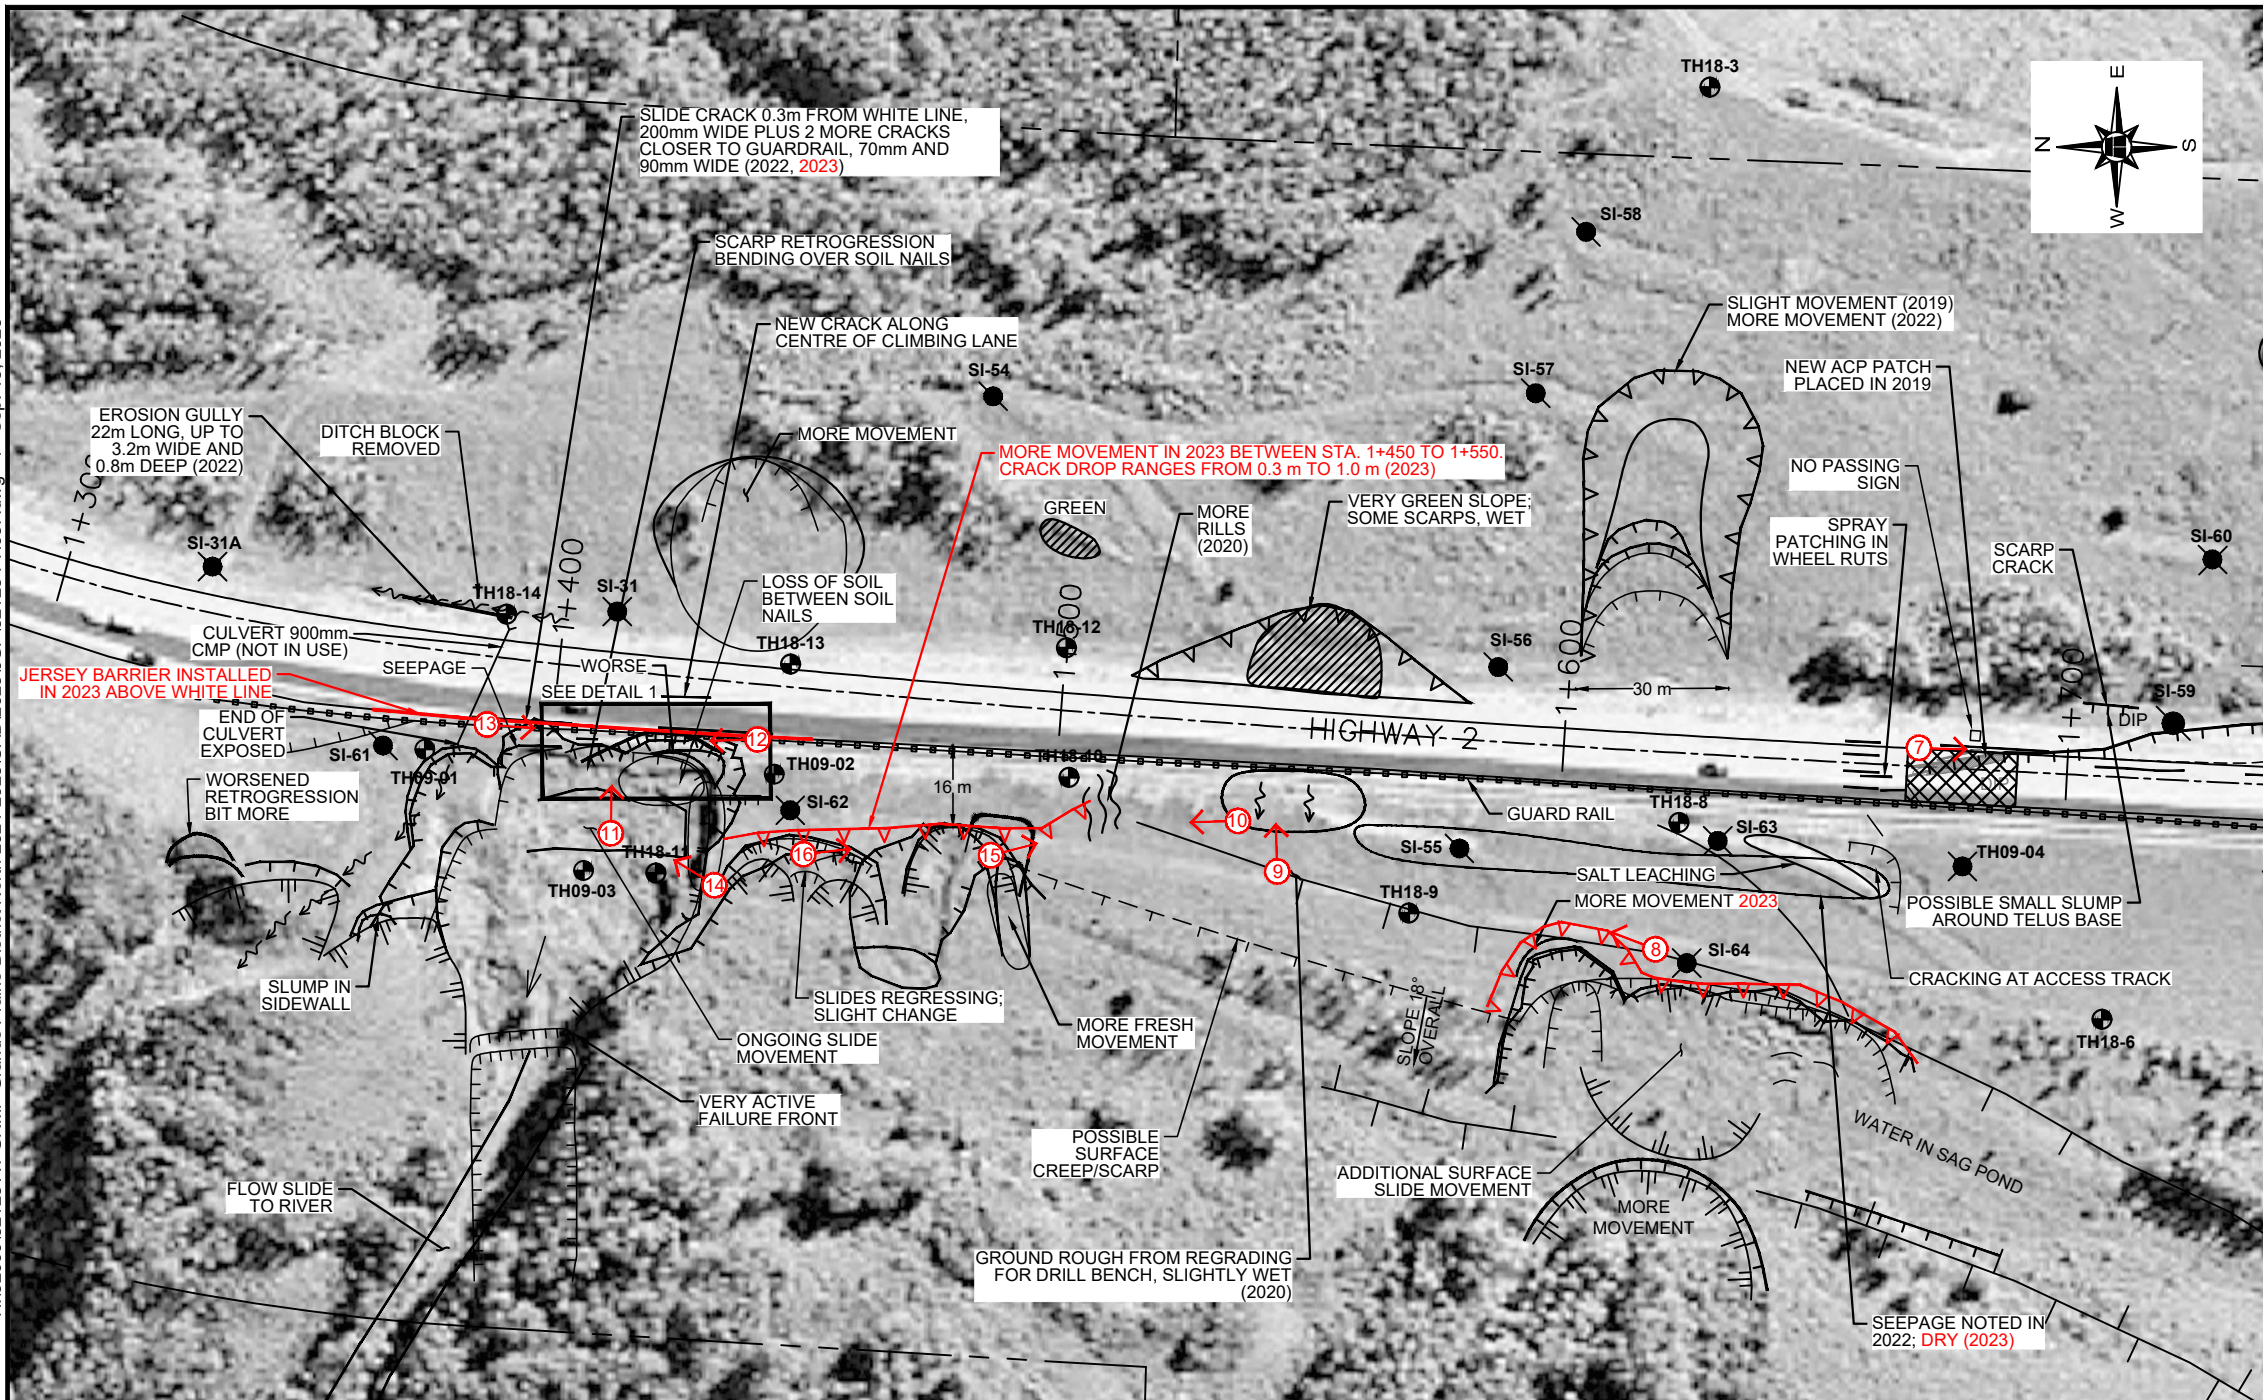 TH18-3
E
N
S
W
SLIDE CRACK 0.3m FROM WHITE LINE,
200mm WIDE PLUS 2 MORE CRACKS
CLOSER TO GUARDRAIL, 70mm AND
90mm WIDE (2022, 2023)
SI-58
SCARP RETROGRESSION
BENDING OVER SOIL NAILS
SLIGHT MOVEMENT (2019)
MORE MOVEMENT (2022)
NEW CRACK ALONG
CENTRE OF CLIMBING LANE
SI-54
SI-57
NEW ACP PATCH
PLACED IN 2019
EROSION GULLY
22m LONG, UP TO
3.2m WIDE AND
0.8m DEEP (2022)
DITCH BLOCK
REMOVED
MORE MOVEMENT
MORE MOVEMENT IN 2023 BETWEEN STA. 1+450 TO 1+550.
CRACK DROP RANGES FROM 0.3 m TO 1.0 m (2023)
NO PASSING
SIGN
GREEN
MORE
RILLS
(2020)
VERY GREEN SLOPE;
SOME SCARPS, WET
SPRAY
PATCHING IN
WHEEL RUTS
SCARP
CRACK
SI-60
1+300
SI-31A
1+400
TH18-14
SI-31
LOSS OF SOIL
BETWEEN SOIL
NAILS
TH18-12
TH18-13
CULVERT 900mm
CMP (NOT IN USE)
SEEPAGE
WORSE
SI-56
1+600
30 m
1+700
SI-59
DIP
JERSEY BARRIER INSTALLED
IN 2023 ABOVE WHITE LINE
SEE DETAIL 1
END OF
CULVERT
EXPOSED
13
12
HIGHWAY 2
7
SI-61
TH09-01
TH09-02
TH18-10
16 m
WORSENED
RETROGRESSION
BIT MORE
SI-62
GUARD RAIL
TH18-8
SI-63
11
10
16
15
SI-55
TH18-11
TH09-03
14
9
TH09-04
SALT LEACHING
TH18-9
MORE MOVEMENT 2023
POSSIBLE SMALL SLUMP
AROUND TELUS BASE
8
SI-64
CRACKING AT ACCESS TRACK
SLUMP IN
SIDEWALL
SLIDES REGRESSING;
SLIGHT CHANGE
ONGOING SLIDE
MOVEMENT
MORE FRESH
MOVEMENT
SLOPE 18°
OVERALL
TH18-6
VERY ACTIVE
FAILURE FRONT
POSSIBLE
SURFACE
CREEP/SCARP
WATER IN SAG POND
ADDITIONAL SURFACE
SLIDE MOVEMENT
MORE
MOVEMENT
FLOW SLIDE
TO RIVER
GROUND ROUGH FROM REGRADING
FOR DRILL BENCH, SLIGHTLY WET
(2020)
SEEPAGE NOTED IN
2022; DRY (2023)